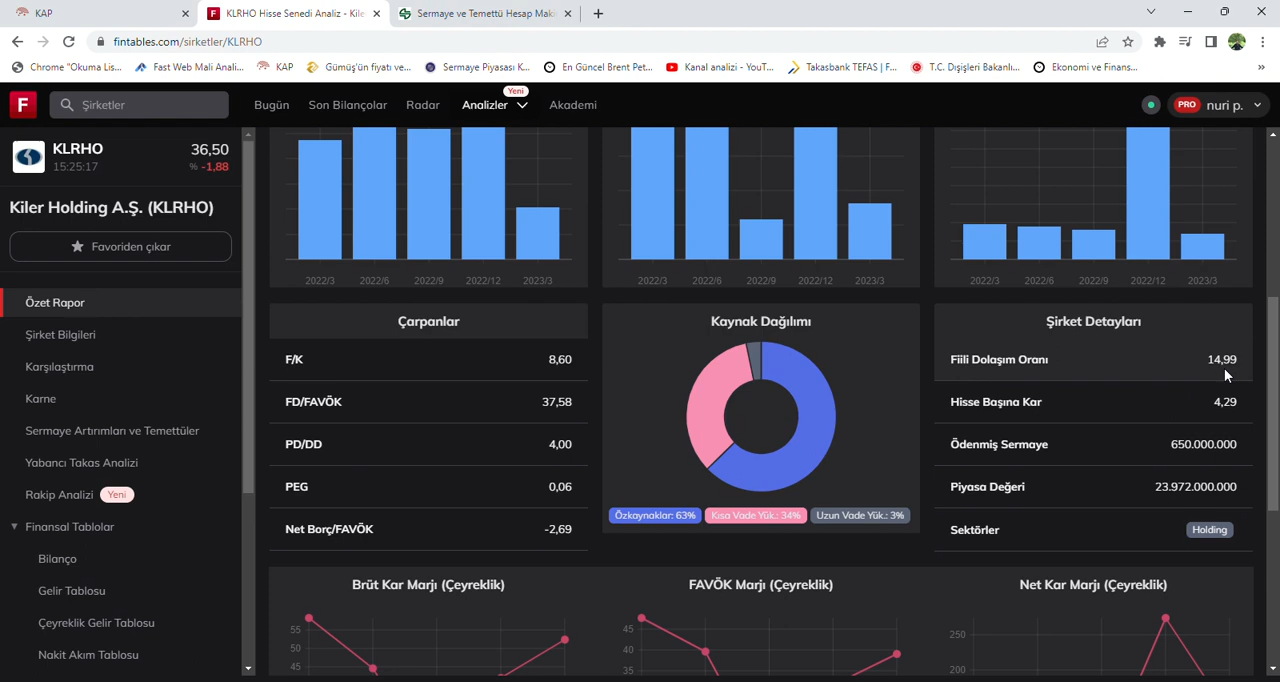 KAP
KLRHO Hisse Senedi Analiz - Kile
Sermaye ve Temettü Hesap Maki
fintables.com/sirketler/KLRHO
Chrome "Okuma Lis...
Fast Web Mali Anali...
KAP
Gümüş'ün fiyatı ve...
Sermaye Piyasası K...
En Güncel Brent Pet...
Kanal analizi - YouT...
Takasbank TEFAS | F...
T.C. Dışişleri Bakanlı...
Ekonomi ve Finans...
»
F
Şirketler
Bugün
Son Bilançolar
Radar
Analizler
Yeni
Akademi
PRO nuri p.
KLRHO 36,50
15:25:17 % -1,88
Kiler Holding A.Ş. (KLRHO)
Favoriden çıkar
Özet Rapor
Şirket Bilgileri
Karşılaştırma
Karne
Sermaye Artırımları ve Temettüler
Yabancı Takas Analizi
Rakip Analizi Yeni
Finansal Tablolar
Bilanço
Gelir Tablosu
Çeyreklik Gelir Tablosu
Nakit Akım Tablosu
2022/3 2022/6 2022/9 2022/12 2023/3
2022/3 2022/6 2022/9 2022/12 2023/3
2022/3 2022/6 2022/9 2022/12 2023/3
Çarpanlar
F/K 8,60
FD/FAVÖK 37,58
PD/DD 4,00
PEG 0,06
Net Borç/FAVÖK -2,69
Kaynak Dağılımı
Özkaynaklar: 63% Kısa Vade Yük.: 34% Uzun Vade Yük.: 3%
Şirket Detayları
Fiili Dolaşım Oranı 14,99
Hisse Başına Kar 4,29
Ödenmiş Sermaye 650.000.000
Piyasa Değeri 23.972.000.000
Sektörler Holding
Brüt Kar Marjı (Çeyreklik)
55
50
45
FAVÖK Marjı (Çeyreklik)
45
40
35
Net Kar Marjı (Çeyreklik)
250
200